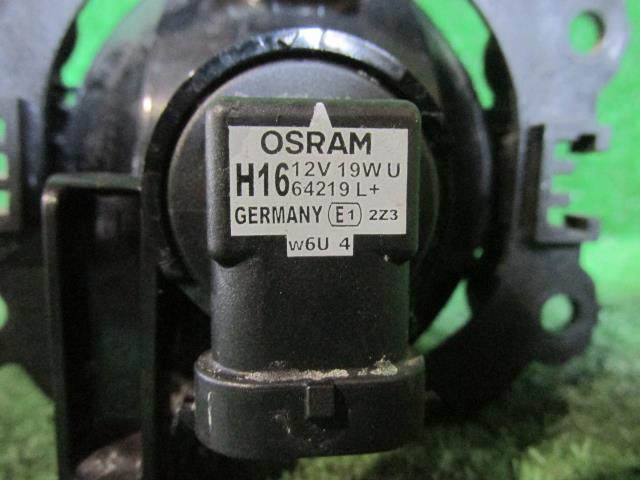 OSRAM
H16 12V 19W U
64219 L+
GERMANY E1 2Z3
w6U 4